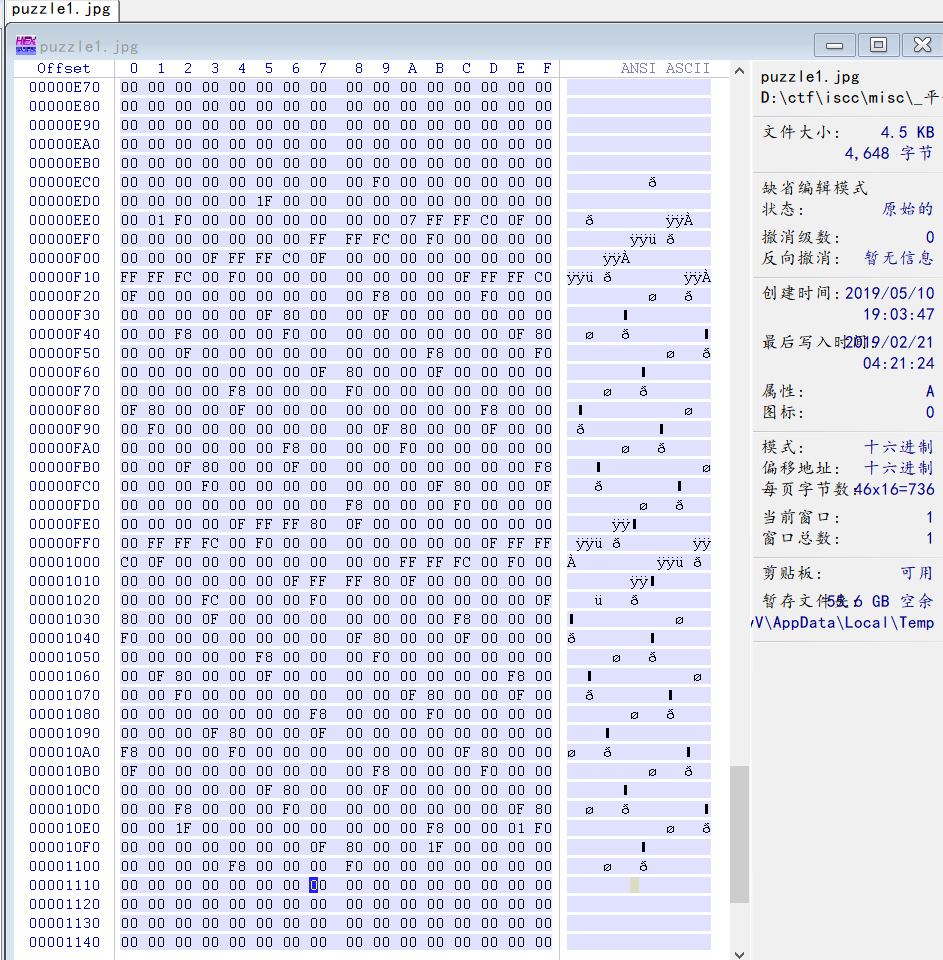 puzzle1.jpg
puzzle1.jpg
Offset 0 1 2 3 4 5 6 7 8 9 A B C D E F ANSI ASCII
00000E70 00 00 00 00 00 00 00 00 00 00 00 00 00 00 00 00
00000E80 00 00 00 00 00 00 00 00 00 00 00 00 00 00 00 00
00000E90 00 00 00 00 00 00 00 00 00 00 00 00 00 00 00 00
00000EA0 00 00 00 00 00 00 00 00 00 00 00 00 00 00 00 00
00000EB0 00 00 00 00 00 00 00 00 00 00 00 00 00 00 00 00
00000EC0 00 00 00 00 00 00 00 00 00 F0 00 00 00 00 00 00 ð
00000ED0 00 00 00 00 00 1F 00 00 00 00 00 00 00 00 00 00
00000EE0 00 01 F0 00 00 00 00 00 00 00 07 FF FF C0 0F 00 ð ÿÿÀ
00000EF0 00 00 00 00 00 00 00 FF FF FC 00 F0 00 00 00 00 ÿÿü ð
00000F00 00 00 00 0F FF FF C0 0F 00 00 00 00 00 00 00 00 ÿÿÀ
00000F10 FF FF FC 00 F0 00 00 00 00 00 00 00 0F FF FF C0 ÿÿü ð ÿÿÀ
00000F20 0F 00 00 00 00 00 00 00 00 F8 00 00 00 F0 00 00 ø ð
00000F30 00 00 00 00 00 0F 80 00 00 0F 00 00 00 00 00 00
00000F40 00 00 F8 00 00 00 F0 00 00 00 00 00 00 00 0F 80 ø ð
00000F50 00 00 0F 00 00 00 00 00 00 00 00 F8 00 00 00 F0 ø ð
00000F60 00 00 00 00 00 00 00 0F 80 00 00 0F 00 00 00 00
00000F70 00 00 00 00 F8 00 00 00 F0 00 00 00 00 00 00 00 ø ð
00000F80 0F 80 00 00 0F 00 00 00 00 00 00 00 00 F8 00 00 ø
00000F90 00 F0 00 00 00 00 00 00 00 0F 80 00 00 0F 00 00 ð
00000FA0 00 00 00 00 00 00 F8 00 00 00 F0 00 00 00 00 00 ø ð
00000FB0 00 00 0F 80 00 00 0F 00 00 00 00 00 00 00 00 F8 ø
00000FC0 00 00 00 F0 00 00 00 00 00 00 00 0F 80 00 00 0F ð
00000FD0 00 00 00 00 00 00 00 00 F8 00 00 00 F0 00 00 00 ø ð
00000FE0 00 00 00 00 0F FF FF 80 0F 00 00 00 00 00 00 00 ÿÿ
00000FF0 00 FF FF FC 00 F0 00 00 00 00 00 00 00 0F FF FF ÿÿü ð ÿÿ
00001000 C0 0F 00 00 00 00 00 00 00 00 FF FF FC 00 F0 00 À ÿÿü ð
00001010 00 00 00 00 00 00 0F FF FF 80 0F 00 00 00 00 00 ÿÿ
00001020 00 00 00 FC 00 00 00 F0 00 00 00 00 00 00 00 0F ü ð
00001030 80 00 00 0F 00 00 00 00 00 00 00 00 F8 00 00 00 ø
00001040 F0 00 00 00 00 00 00 00 0F 80 00 00 0F 00 00 00 ð
00001050 00 00 00 00 00 F8 00 00 00 F0 00 00 00 00 00 00 ø ð
00001060 00 0F 80 00 00 0F 00 00 00 00 00 00 00 00 F8 00 ø
00001070 00 00 F0 00 00 00 00 00 00 00 0F 80 00 00 0F 00 ð
00001080 00 00 00 00 00 00 00 F8 00 00 00 F0 00 00 00 00 ø ð
00001090 00 00 00 0F 80 00 00 0F 00 00 00 00 00 00 00 00
000010A0 F8 00 00 00 F0 00 00 00 00 00 00 00 0F 80 00 00 ø ð
000010B0 0F 00 00 00 00 00 00 00 00 F8 00 00 00 F0 00 00 ø ð
000010C0 00 00 00 00 00 0F 80 00 00 0F 00 00 00 00 00 00
000010D0 00 00 F8 00 00 00 F0 00 00 00 00 00 00 00 0F 80 ø ð
000010E0 00 00 1F 00 00 00 00 00 00 00 00 F8 00 00 01 F0 ø ð
000010F0 00 00 00 00 00 00 00 0F 80 00 00 1F 00 00 00 00
00001100 00 00 00 00 F8 00 00 00 F0 00 00 00 00 00 00 00 ø ð
00001110 00 00 00 00 00 00 00 00 00 00 00 00 00 00 00 00
00001120 00 00 00 00 00 00 00 00 00 00 00 00 00 00 00 00
00001130 00 00 00 00 00 00 00 00 00 00 00 00 00 00 00 00
00001140 00 00 00 00 00 00 00 00 00 00 00 00 00 00 00 00
puzzle1.jpg
D:\ctf\iscc\misc\_平
文件大小: 4.5 KB
4,648 字节
缺省编辑模式
状态: 原始的
撤消级数: 0
反向撤消: 暂无信息
创建时间: 2019/05/10
19:03:47
最后写入时间: 2019/02/21
04:21:24
属性: A
图标: 0
模式: 十六进制
偏移地址: 十六进制
每页字节数: 46x16=736
当前窗口: 1
窗口总数: 1
剪贴板: 可用
暂存文件夹: GB 空余
\AppData\Local\Temp